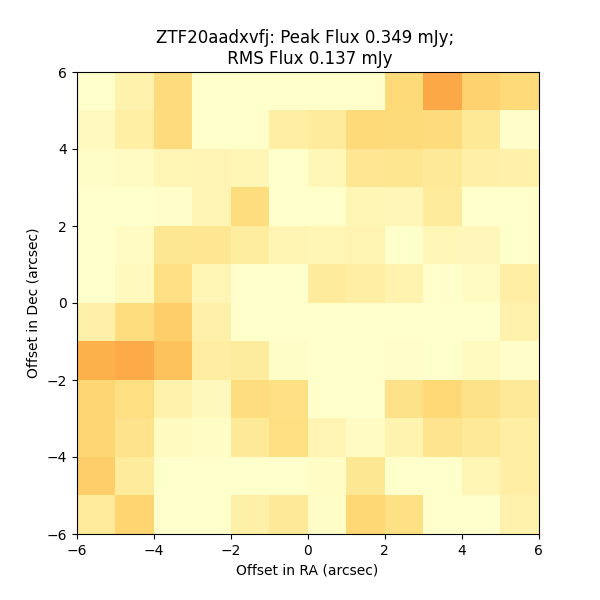 ZTF20aadxvfj: Peak Flux 0.349 mJy;
RMS Flux 0.137 mJy
6
4
2
0
−2
−4
−6
Offset in Dec (arcsec)
−6 −4 −2 0 2 4 6
Offset in RA (arcsec)